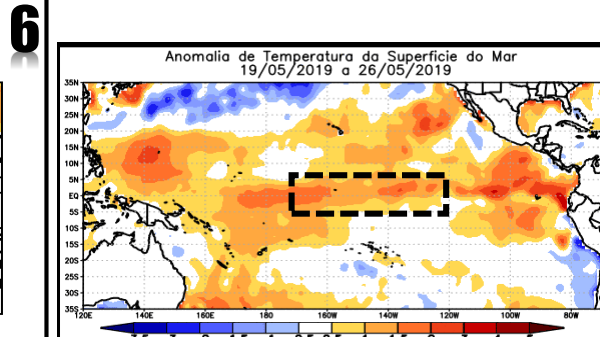 6
Anomalia de Temperatura da Superfície do Mar
19/05/2019 a 26/05/2019
35N
30N
25N
20N
15N
10N
5N
EQ
5S
10S
15S
20S
25S
30S
35S
120E 140E 160E 180 160W 140W 120W 100W 80W